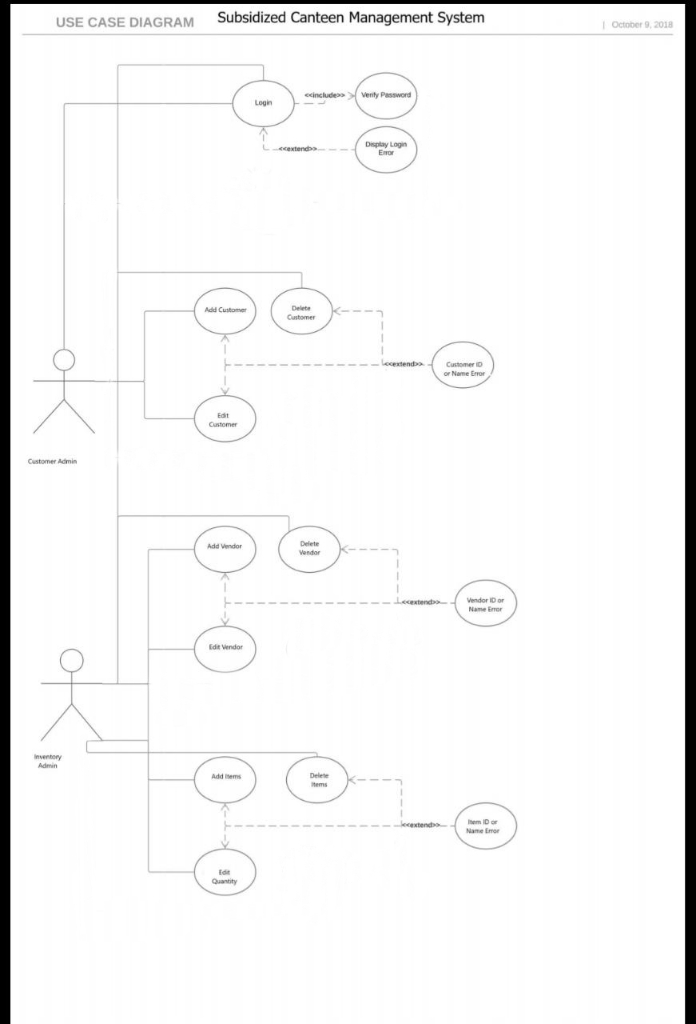 USE CASE DIAGRAM
Subsidized Canteen Management System
| October 9, 2018
Login
<<include>>
Verify Password
<<extend>>
Display Login
Error
Add Customer
Delete
Customer
<<extend>>
Customer ID
or Name Error
Edit
Customer
Customer Admin
Add Vendor
Delete
Vendor
<<extend>>
Vendor ID or
Name Error
Edit Vendor
Inventory
Admin
Add Items
Delete
Items
<<extend>>
Item ID or
Name Error
Edit
Quantity